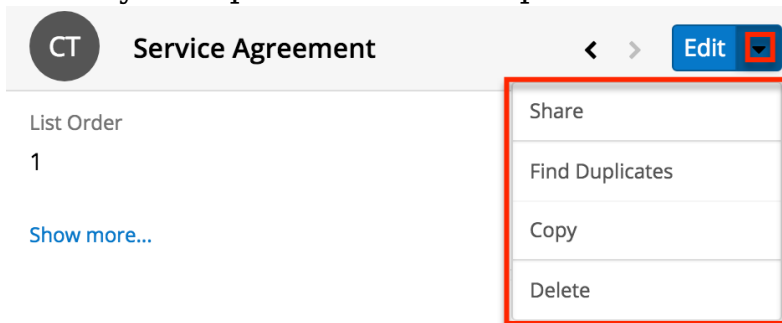 CT Service Agreement < > Edit
List Order
1
Show more...
Share
Find Duplicates
Copy
Delete